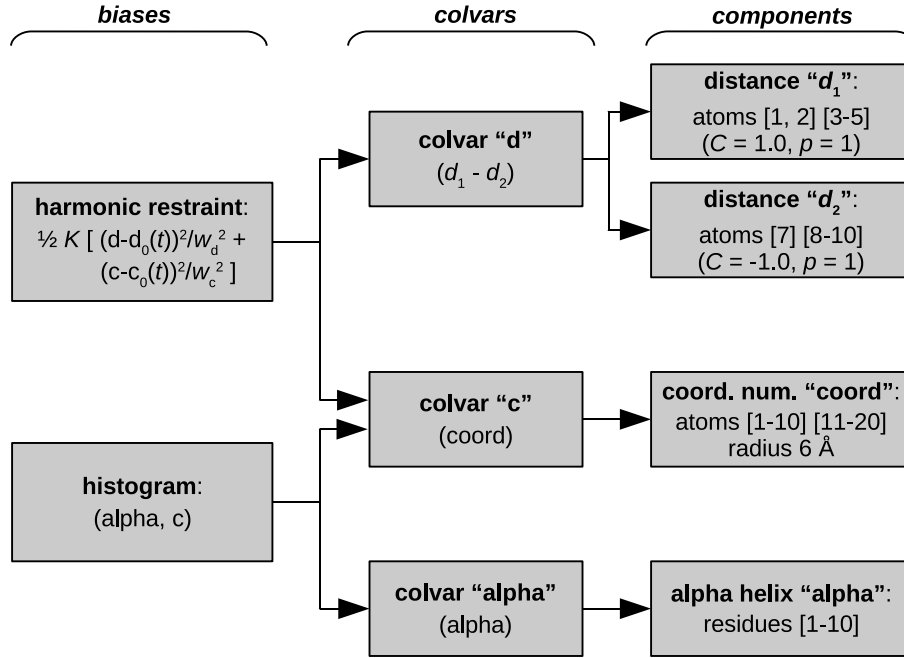 biases
colvars
components
harmonic restraint:
½ K [ (d-d₀(t))²/w_d² +
(c-c₀(t))²/w_c² ]
histogram:
(alpha, c)
colvar “d”
(d₁ - d₂)
colvar “c”
(coord)
colvar “alpha”
(alpha)
distance “d₁”:
atoms [1, 2] [3-5]
(C = 1.0, p = 1)
distance “d₂”:
atoms [7] [8-10]
(C = -1.0, p = 1)
coord. num. “coord”:
atoms [1-10] [11-20]
radius 6 Å
alpha helix “alpha”:
residues [1-10]